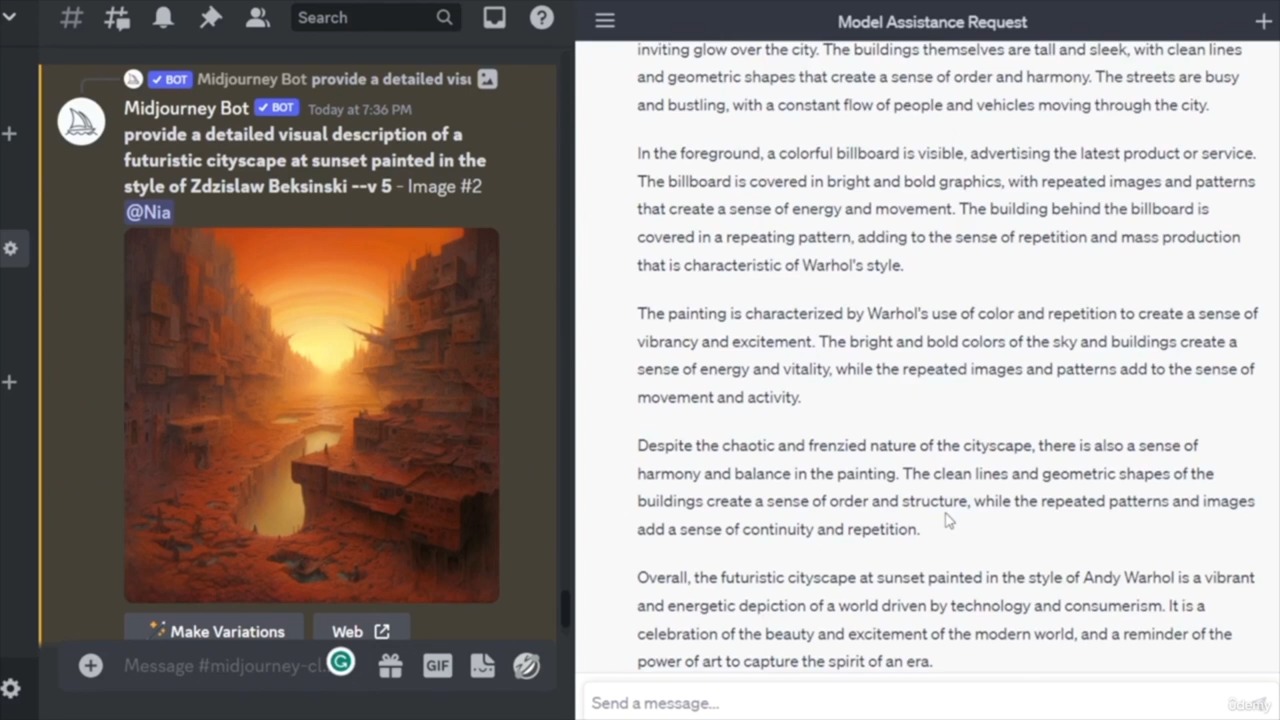 Search
BOT Midjourney Bot provide a detailed visu
Midjourney Bot BOT Today at 7:36 PM
provide a detailed visual description of a
futuristic cityscape at sunset painted in the
style of Zdzislaw Beksinski --v 5 - Image #2
@Nia
Make Variations
Web
Message #midjourney-cl...
GIF
Model Assistance Request
inviting glow over the city. The buildings themselves are tall and sleek, with clean lines
and geometric shapes that create a sense of order and harmony. The streets are busy
and bustling, with a constant flow of people and vehicles moving through the city.
In the foreground, a colorful billboard is visible, advertising the latest product or service.
The billboard is covered in bright and bold graphics, with repeated images and patterns
that create a sense of energy and movement. The building behind the billboard is
covered in a repeating pattern, adding to the sense of repetition and mass production
that is characteristic of Warhol's style.
The painting is characterized by Warhol's use of color and repetition to create a sense of
vibrancy and excitement. The bright and bold colors of the sky and buildings create a
sense of energy and vitality, while the repeated images and patterns add to the sense of
movement and activity.
Despite the chaotic and frenzied nature of the cityscape, there is also a sense of
harmony and balance in the painting. The clean lines and geometric shapes of the
buildings create a sense of order and structure, while the repeated patterns and images
add a sense of continuity and repetition.
Overall, the futuristic cityscape at sunset painted in the style of Andy Warhol is a vibrant
and energetic depiction of a world driven by technology and consumerism. It is a
celebration of the beauty and excitement of the modern world, and a reminder of the
power of art to capture the spirit of an era.
Send a message...
ûdemy